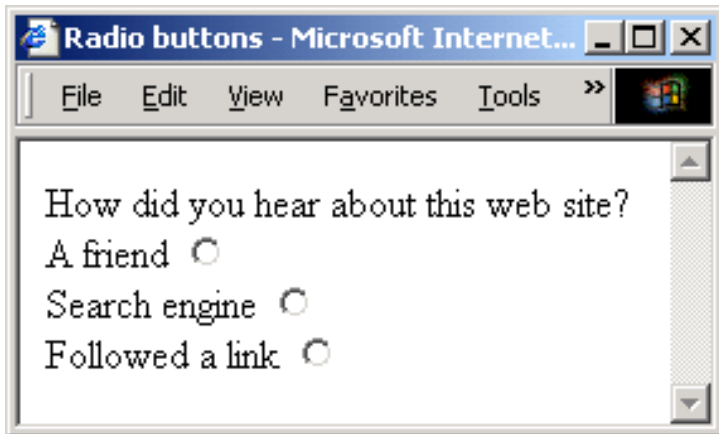 Radio buttons - Microsoft Internet...
File Edit View Favorites Tools »
How did you hear about this web site?
A friend
Search engine
Followed a link